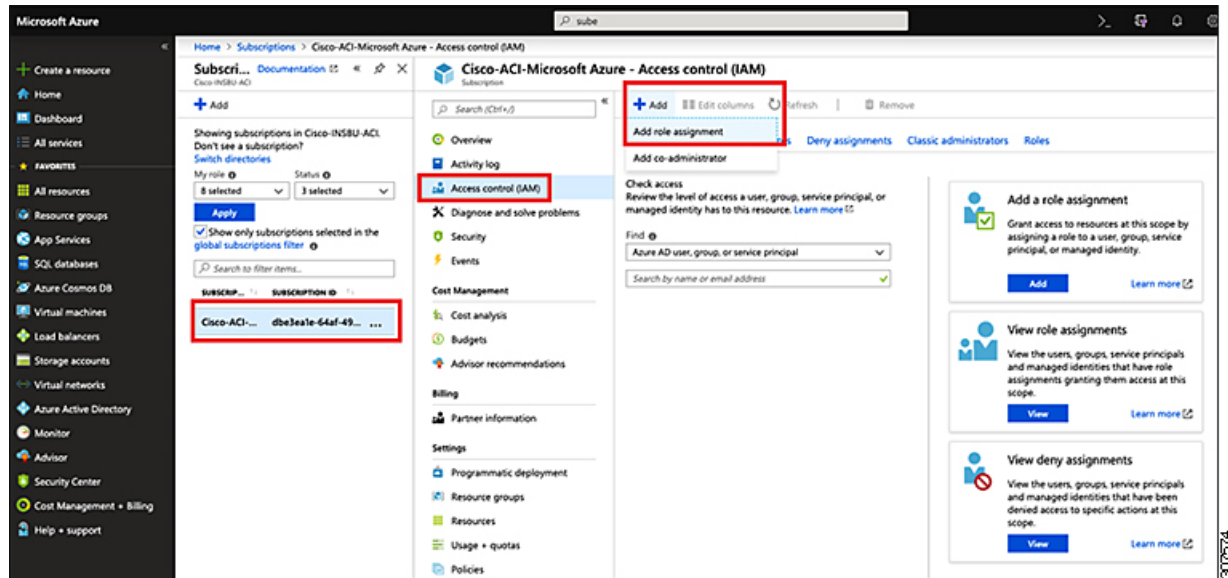 Microsoft Azure
sube
Home > Subscriptions > Cisco-ACI-Microsoft Azure - Access control (IAM)
Create a resource
Home
Dashboard
All services
FAVORITES
All resources
Resource groups
App Services
SQL databases
Azure Cosmos DB
Virtual machines
Load balancers
Storage accounts
Virtual networks
Azure Active Directory
Monitor
Advisor
Security Center
Cost Management + Billing
Help + support
Subscri... Documentation
Cisco-INSBU-ACI
Add
Showing subscriptions in Cisco-INSBU-ACI.
Don't see a subscription?
Switch directories
My role Status
8 selected 3 selected
Apply
Show only subscriptions selected in the
global subscriptions filter
Search to filter items...
SUBSCRIP... SUBSCRIPTION ID
Cisco-ACI-... dbe3ea1e-64af-49... ...
Cisco-ACI-Microsoft Azure - Access control (IAM)
Subscription
Search (Ctrl+/)
Overview
Activity log
Access control (IAM)
Diagnose and solve problems
Security
Events
Cost Management
Cost analysis
Budgets
Advisor recommendations
Billing
Partner information
Settings
Programmatic deployment
Resource groups
Resources
Usage + quotas
Policies
Add Edit columns Refresh Remove
Add role assignment
Add co-administrator
Deny assignments Classic administrators Roles
Check access
Review the level of access a user, group, service principal, or
managed identity has to this resource. Learn more
Find
Azure AD user, group, or service principal
Search by name or email address
Add a role assignment
Grant access to resources at this scope by
assigning a role to a user, group, service
principal, or managed identity.
Add Learn more
View role assignments
View the users, groups, service principals
and managed identities that have role
assignments granting them access at this
scope.
View Learn more
View deny assignments
View the users, groups, service principals
and managed identities that have been
denied access to specific actions at this
scope.
View Learn more